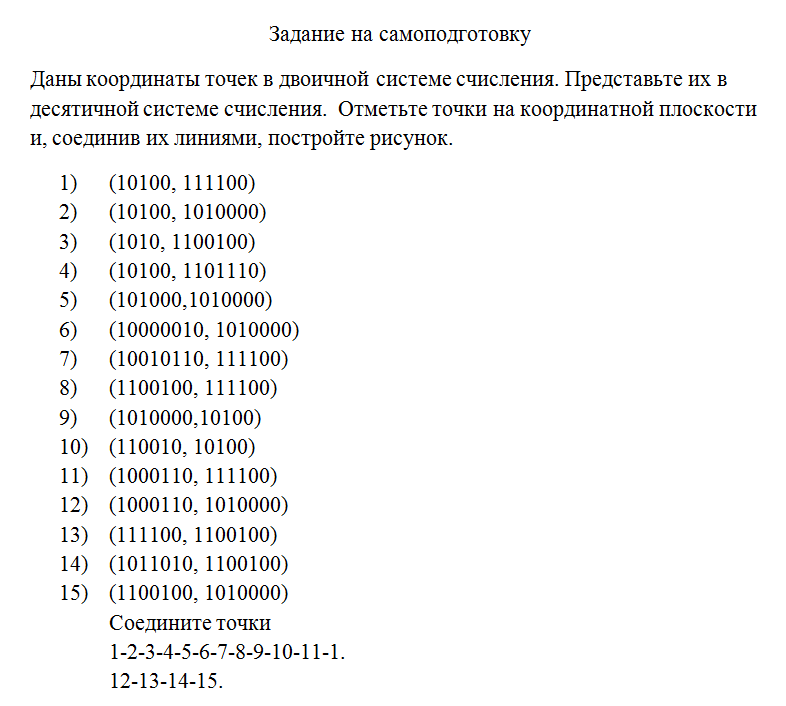 Задание на самоподготовку
Даны координаты точек в двоичной системе счисления. Представьте их в
десятичной системе счисления.  Отметьте точки на координатной плоскости
и, соединив их линиями, постройте рисунок.
1) (10100, 111100)
2) (10100, 1010000)
3) (1010, 1100100)
4) (10100, 1101110)
5) (101000,1010000)
6) (10000010, 1010000)
7) (10010110, 111100)
8) (1100100, 111100)
9) (1010000,10100)
10) (110010, 10100)
11) (1000110, 111100)
12) (1000110, 1010000)
13) (111100, 1100100)
14) (1011010, 1100100)
15) (1100100, 1010000)
Соедините точки
1-2-3-4-5-6-7-8-9-10-11-1.
12-13-14-15.